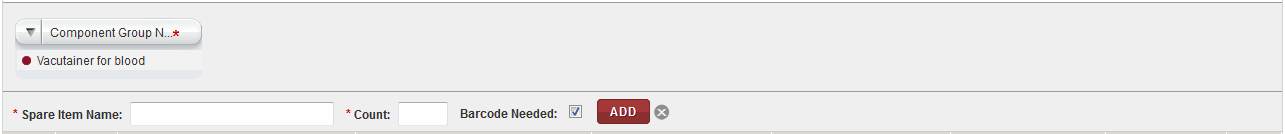 Component Group N...*
Vacutainer for blood
* Spare Item Name: * Count: Barcode Needed: ADD